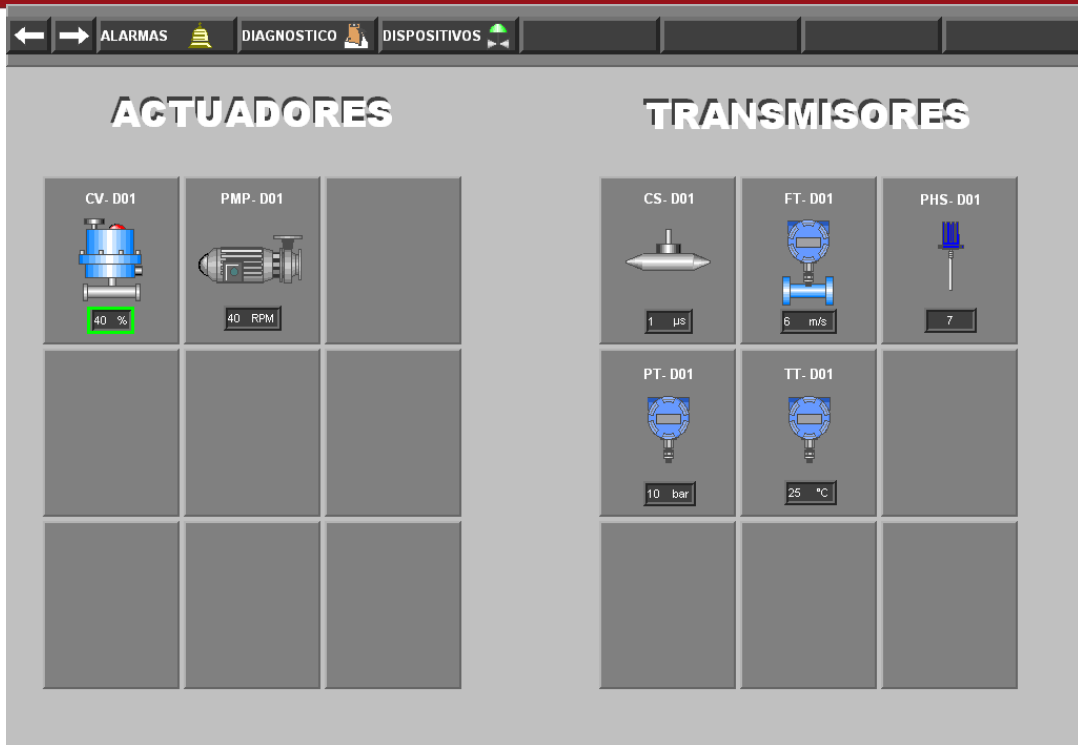 ALARMAS DIAGNOSTICO DISPOSITIVOS
ACTUADORES
TRANSMISORES
CV- D01 PMP- D01
40 % 40 RPM
CS- D01 FT- D01 PHS- D01
1 µs 6 m/s 7
PT- D01 TT- D01
10 bar 25 °C